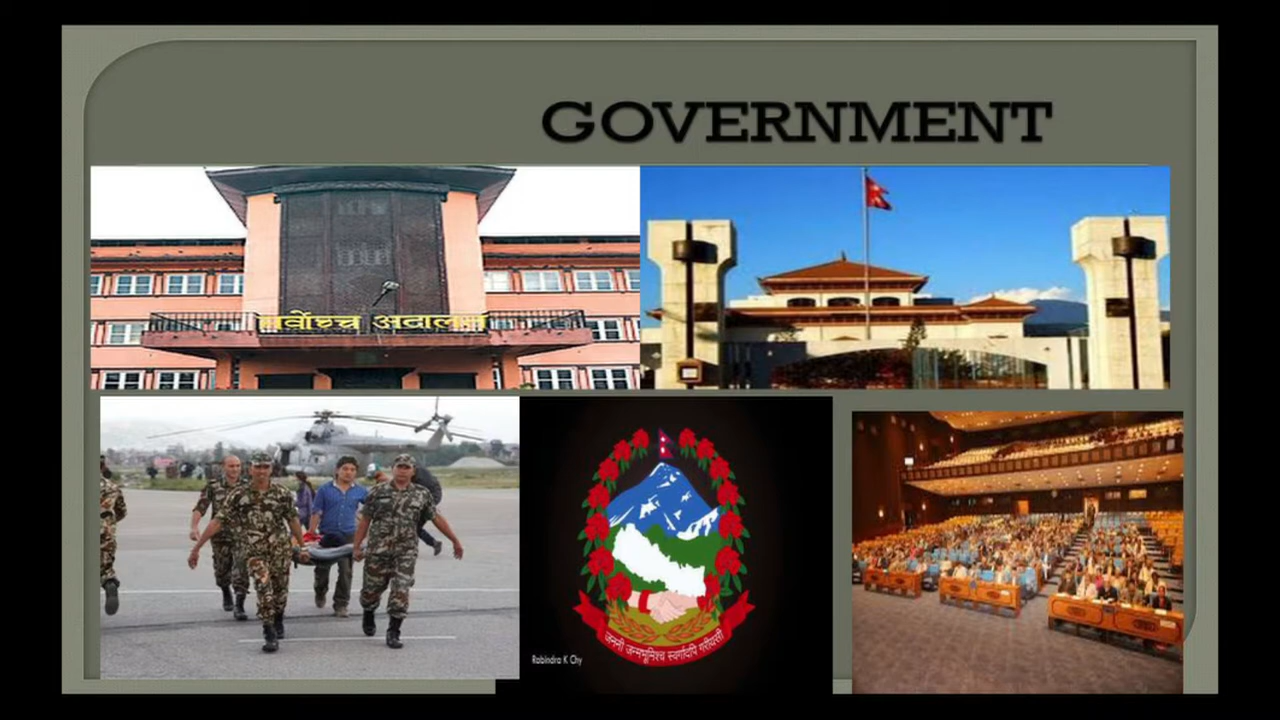 GOVERNMENT
सर्वोच्च अदालत
जननी जन्मभूमिश्च स्वर्गादपि गरीयसी
Rabindra K Chy